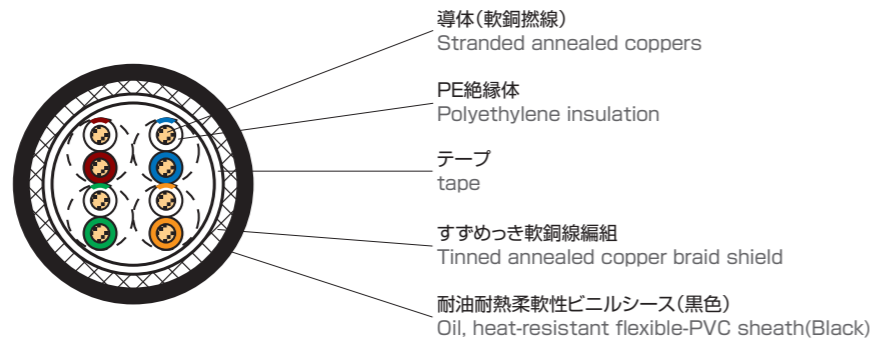 導体（軟銅撚線）
Stranded annealed coppers
PE絶縁体
Polyethylene insulation
テープ
tape
すずめっき軟銅線編組
Tinned annealed copper braid shield
耐油耐熱柔軟性ビニルシース（黒色）
Oil, heat-resistant flexible-PVC sheath(Black)